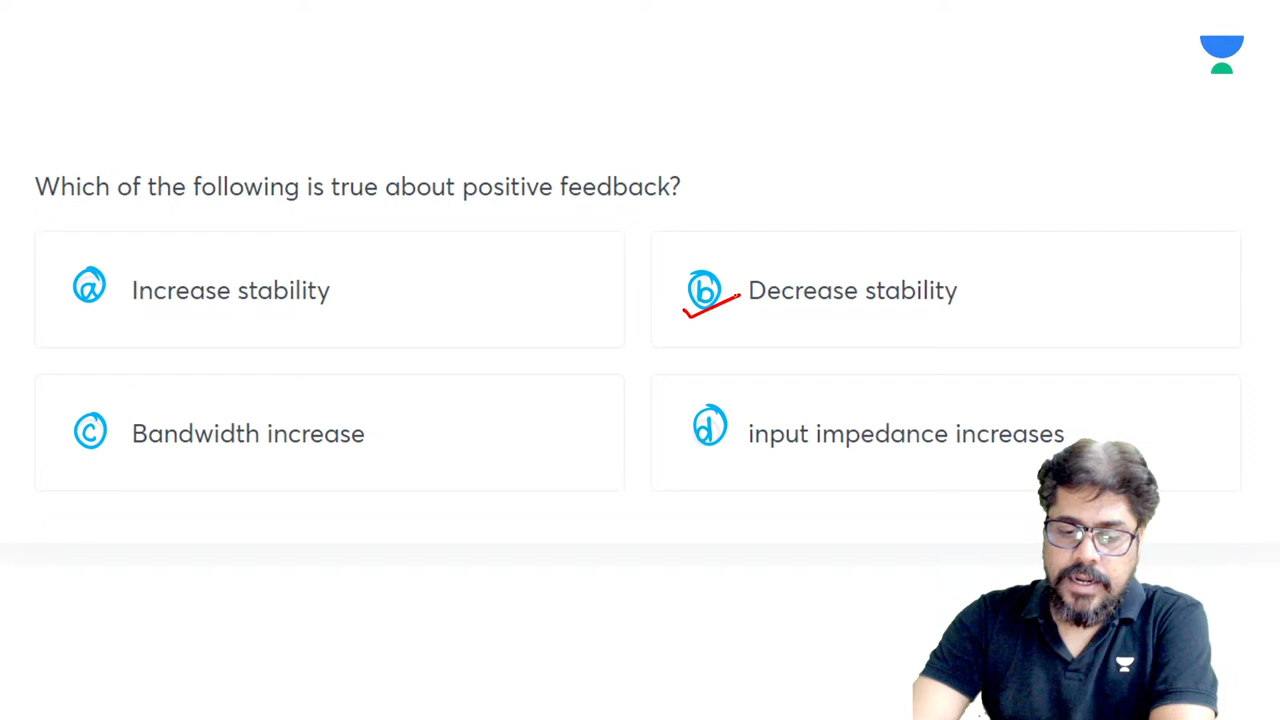 Which of the following is true about positive feedback?
a Increase stability
b Decrease stability
c Bandwidth increase
d input impedance increases